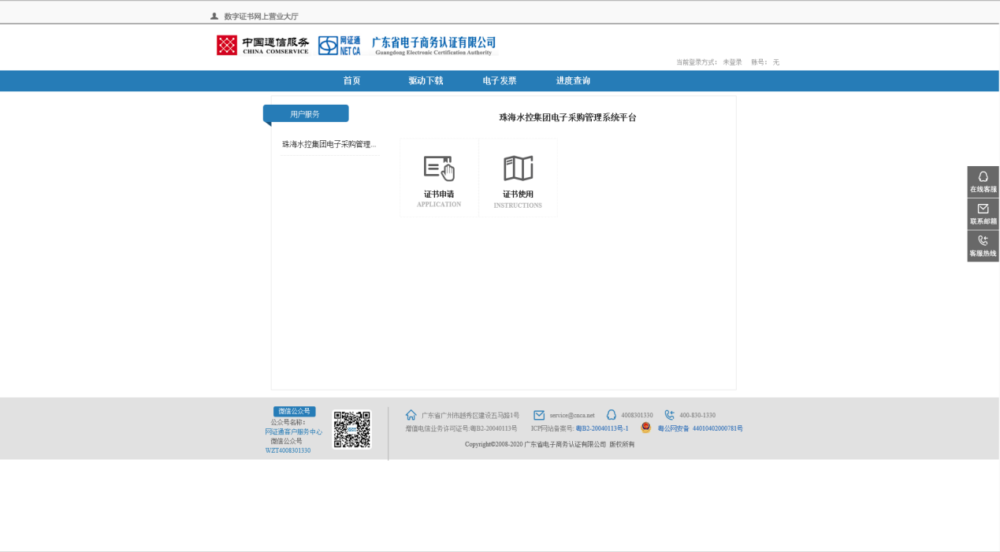 数字证书网上营业大厅
中国通信服务
CHINA COMSERVICE
网证通
NET CA
广东省电子商务认证有限公司
Guangdong Electronic Certification Authority
当前登录方式: 未登录 账号: 无
首页 驱动下载 电子发票 进度查询
用户服务
珠海水控集团电子采购管理系统平台
珠海水控集团电子采购管理...
证书申请
APPLICATION
证书使用
INSTRUCTIONS
在线客服
联系邮箱
客服热线
微信公众号
公众号名称:
网证通客户服务中心
微信公众号
WZT4008301330
广东省广州市越秀区建设五马路1号 service@cnca.net 4008301330 400-830-1330
增值电信业务许可证号:粤B2-20040113号 ICP网站备案号: 粤B2-20040113号-1 粤公网安备 44010402000781号
Copyright©2008-2020 广东省电子商务认证有限公司 版权所有